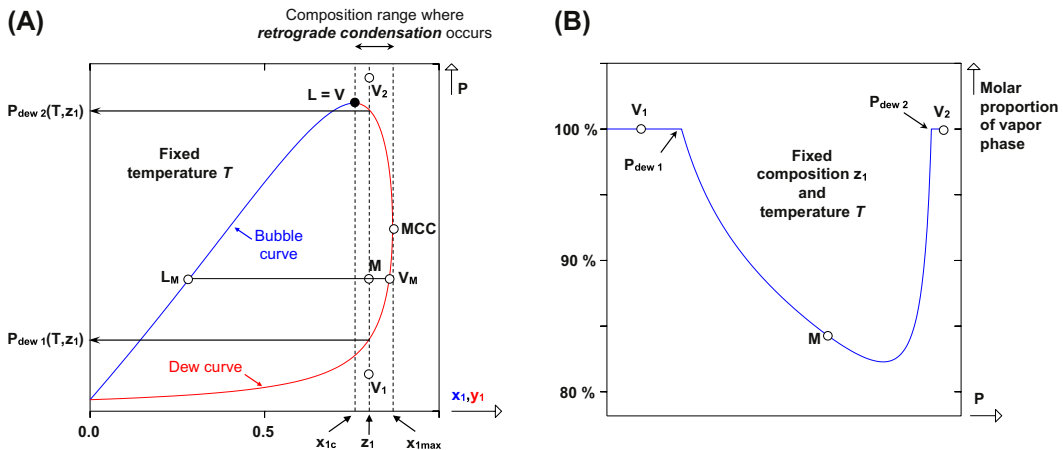 (A)
Composition range where
retrograde condensation occurs
L = V
V2
P
Pdew 2(T,z1)
Fixed
temperature T
Bubble
curve
MCC
LM
M
VM
Pdew 1(T,z1)
Dew curve
V1
x1,y1
0.0
0.5
x1c
z1
x1max
(B)
Molar
proportion
of vapor
phase
V1
Pdew 2
V2
100 %
Pdew 1
Fixed
composition z1
and
temperature T
90 %
M
80 %
P